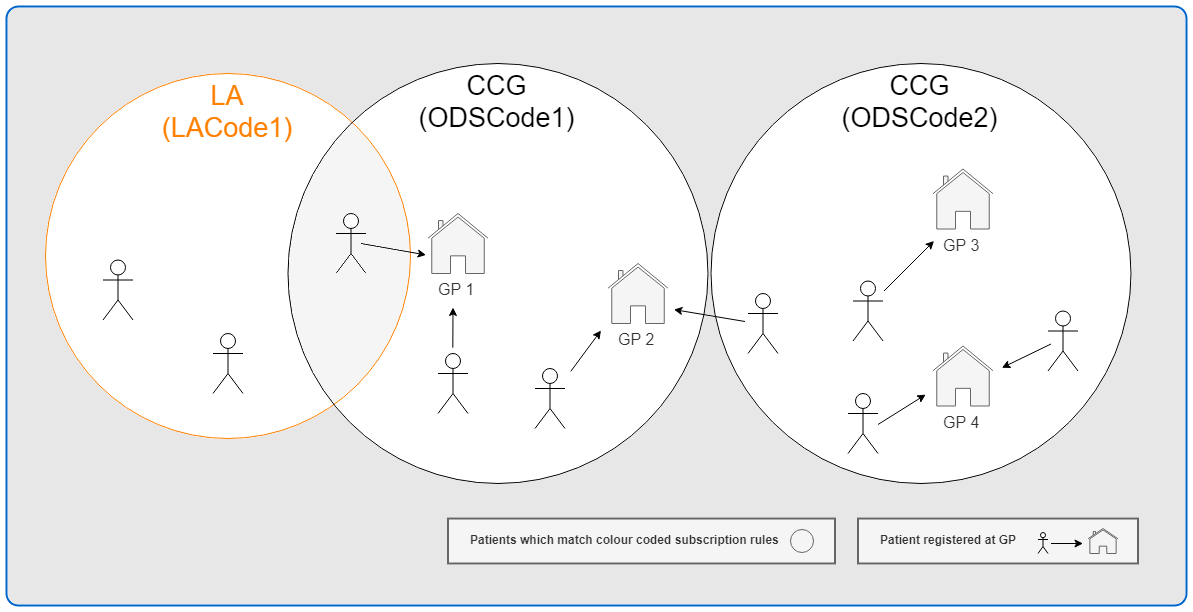 LA
(LACode1)
CCG
(ODSCode1)
CCG
(ODSCode2)
GP 1
GP 2
GP 3
GP 4
Patients which match colour coded subscription rules
Patient registered at GP